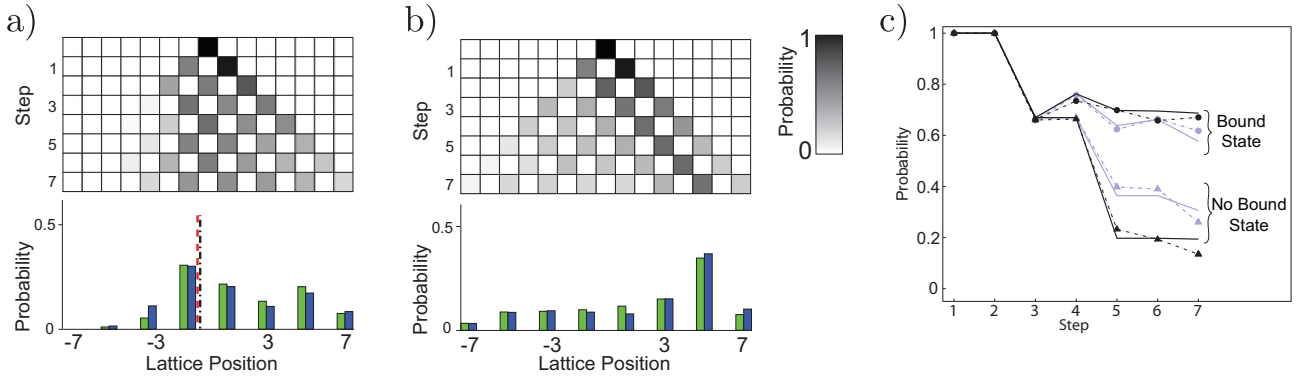 a)
Step
1
3
5
7
0.5
0
Probability
-7
-3
3
7
Lattice Position
b)
Step
1
3
5
7
0.5
0
Probability
-7
-3
3
7
Lattice Position
1
0
Probability
c)
1
0.8
0.6
0.4
0.2
0
Probability
1
2
3
4
5
6
7
Step
Bound
State
No Bound
State